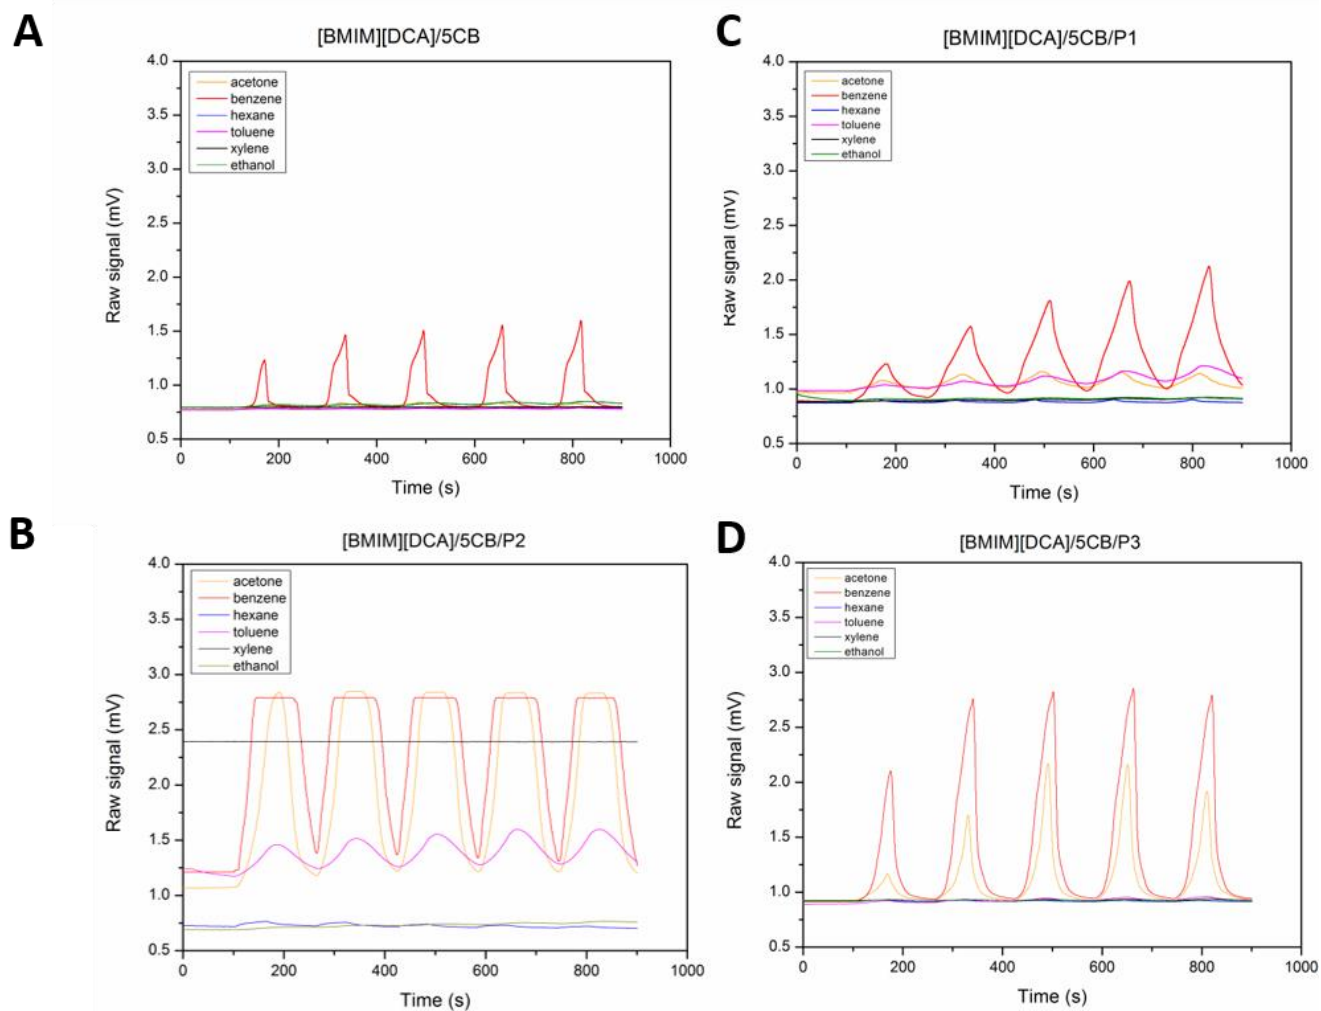 A
[BMIM][DCA]/5CB
4.0
3.5
3.0
2.5
2.0
1.5
1.0
0.5
Raw signal (mV)
acetone
benzene
hexane
toluene
xylene
ethanol
0 200 400 600 800 1000
Time (s)
C
[BMIM][DCA]/5CB/P1
4.0
3.5
3.0
2.5
2.0
1.5
1.0
0.5
Raw signal (mV)
acetone
benzene
hexane
toluene
xylene
ethanol
0 200 400 600 800 1000
Time (s)
B
[BMIM][DCA]/5CB/P2
4.0
3.5
3.0
2.5
2.0
1.5
1.0
0.5
Raw signal (mV)
acetone
benzene
hexane
toluene
xylene
ethanol
0 200 400 600 800 1000
Time (s)
D
[BMIM][DCA]/5CB/P3
4.0
3.5
3.0
2.5
2.0
1.5
1.0
0.5
Raw signal (mV)
acetone
benzene
hexane
toluene
xylene
ethanol
0 200 400 600 800 1000
Time (s)